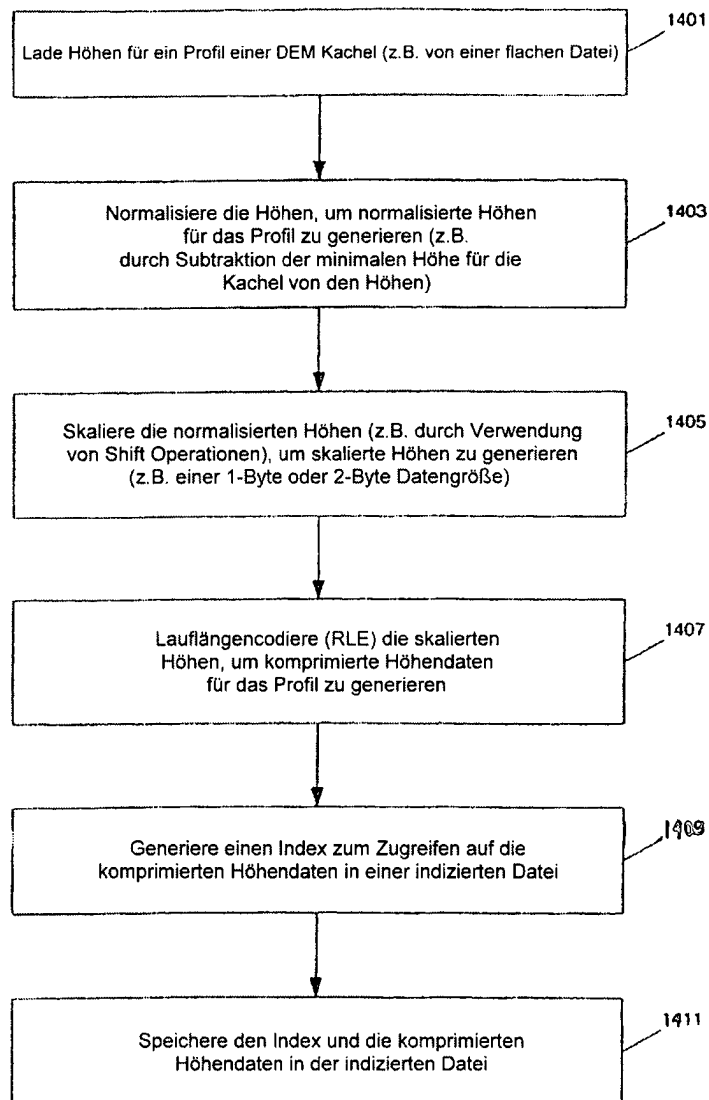 1401
Lade Höhen für ein Profil einer DEM Kachel (z.B. von einer flachen Datei)
1403
Normalisiere die Höhen, um normalisierte Höhen
für das Profil zu generieren (z.B.
durch Subtraktion der minimalen Höhe für die
Kachel von den Höhen)
1405
Skaliere die normalisierten Höhen (z.B. durch Verwendung
von Shift Operationen), um skalierte Höhen zu generieren
(z.B. einer 1-Byte oder 2-Byte Datengröße)
1407
Lauflängencodiere (RLE) die skalierten
Höhen, um komprimierte Höhendaten
für das Profil zu generieren
1409
Generiere einen Index zum Zugreifen auf die
komprimierten Höhendaten in einer indizierten Datei
1411
Speichere den Index und die komprimierten
Höhendaten in der indizierten Datei